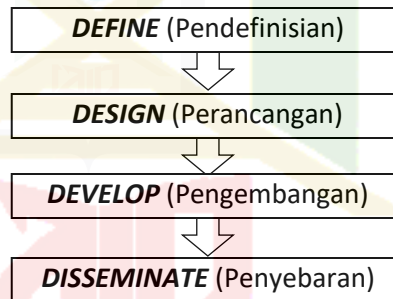 DEFINE (Pendefinisian)
DESIGN (Perancangan)
DEVELOP (Pengembangan)
DISSEMINATE (Penyebaran)